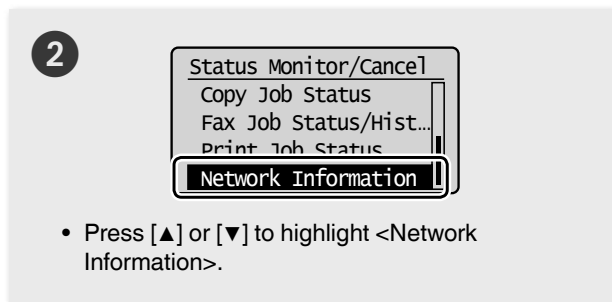 2
Status Monitor/Cancel
Copy Job Status
Fax Job Status/Hist…
Print Job Status
Network Information
• Press [▲] or [▼] to highlight <Network
Information>.